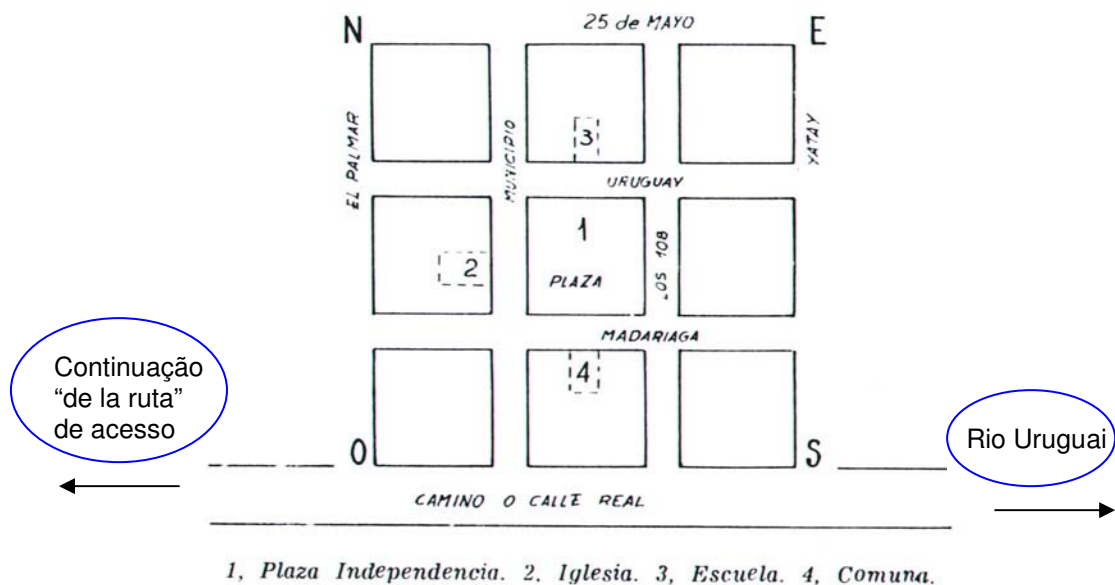 25 de MAYO
N
E
EL PALMAR
MUNICIPIO
YATAY
3
URUGUAY
1
LOS 108
2
PLAZA
MADARIAGA
Continuação
“de la ruta”
de acesso
4
Rio Uruguai
O
S
CAMINO O CALLE REAL
1, Plaza Independencia. 2, Iglesia. 3, Escuela. 4, Comuna.